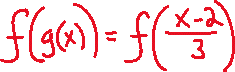 f(g(x)) = f((x-2)/3)